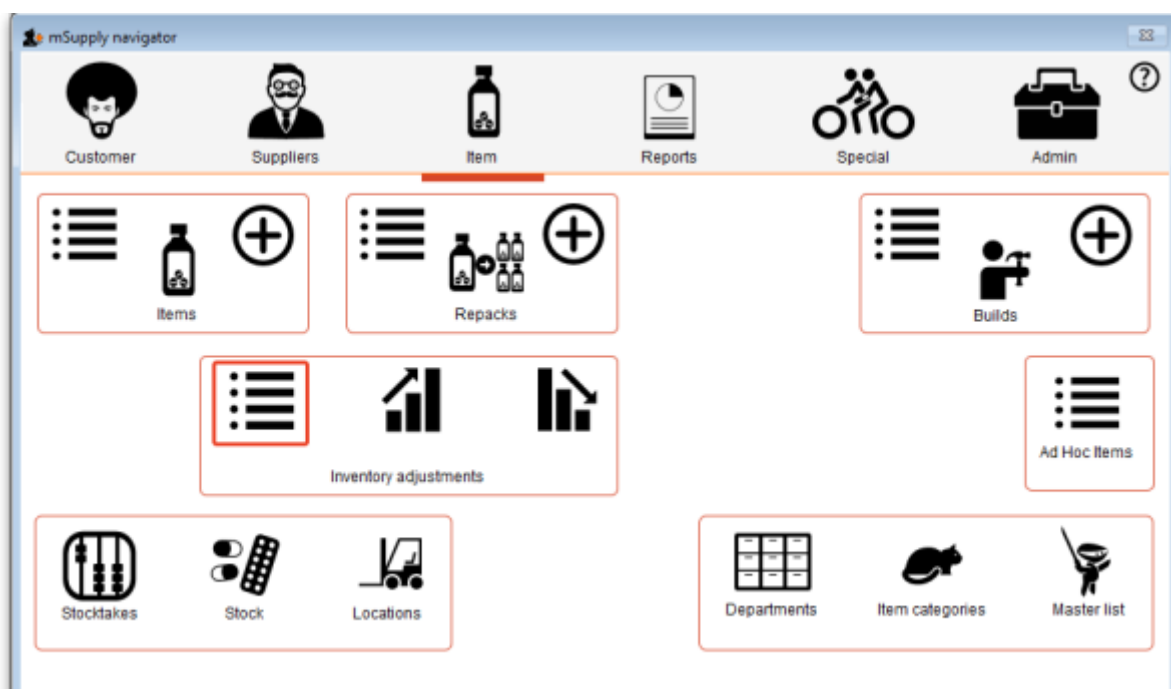 mSupply navigator
Customer
Suppliers
Item
Reports
Special
Admin
Items
Repacks
Builds
Inventory adjustments
Ad Hoc Items
Stocktakes
Stock
Locations
Departments
Item categories
Master list